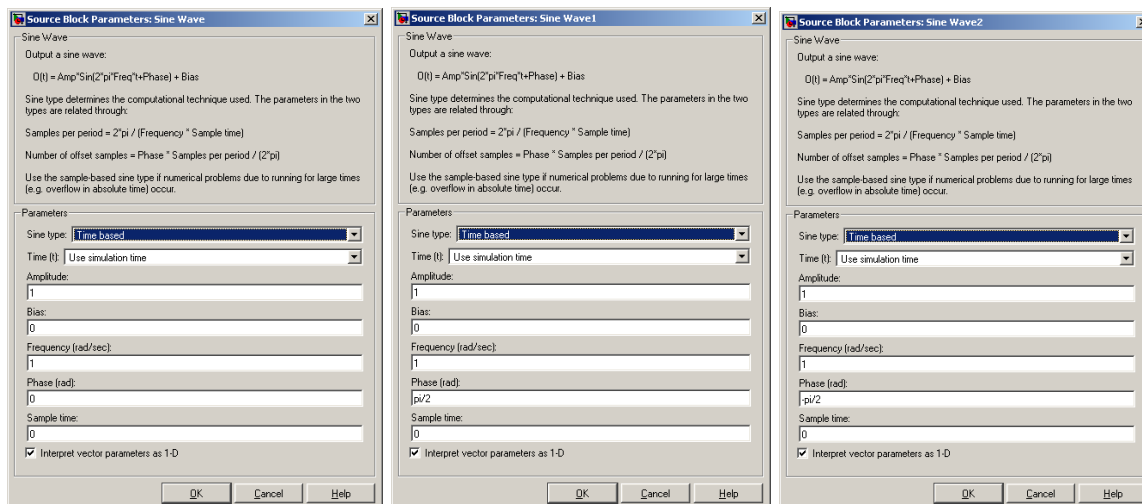 Source Block Parameters: Sine Wave
Sine Wave
Output a sine wave:
O(t) = Amp*Sin(2*pi*Freq*t+Phase) + Bias
Sine type determines the computational technique used. The parameters in the two
types are related through:
Samples per period = 2*pi / (Frequency * Sample time)
Number of offset samples = Phase * Samples per period / (2*pi)
Use the sample-based sine type if numerical problems due to running for large times
(e.g. overflow in absolute time) occur.
Parameters
Sine type: Time based
Time (t): Use simulation time
Amplitude:
1
Bias:
0
Frequency (rad/sec):
1
Phase (rad):
0
Sample time:
0
Interpret vector parameters as 1-D
OK Cancel Help
Source Block Parameters: Sine Wave1
Sine Wave
Output a sine wave:
O(t) = Amp*Sin(2*pi*Freq*t+Phase) + Bias
Sine type determines the computational technique used. The parameters in the two
types are related through:
Samples per period = 2*pi / (Frequency * Sample time)
Number of offset samples = Phase * Samples per period / (2*pi)
Use the sample-based sine type if numerical problems due to running for large times
(e.g. overflow in absolute time) occur.
Parameters
Sine type: Time based
Time (t): Use simulation time
Amplitude:
1
Bias:
0
Frequency (rad/sec):
1
Phase (rad):
pi/2
Sample time:
0
Interpret vector parameters as 1-D
OK Cancel Help
Source Block Parameters: Sine Wave2
Sine Wave
Output a sine wave:
O(t) = Amp*Sin(2*pi*Freq*t+Phase) + Bias
Sine type determines the computational technique used. The parameters in the two
types are related through:
Samples per period = 2*pi / (Frequency * Sample time)
Number of offset samples = Phase * Samples per period / (2*pi)
Use the sample-based sine type if numerical problems due to running for large times
(e.g. overflow in absolute time) occur.
Parameters
Sine type: Time based
Time (t): Use simulation time
Amplitude:
1
Bias:
0
Frequency (rad/sec):
1
Phase (rad):
-pi/2
Sample time:
0
Interpret vector parameters as 1-D
OK Cancel Help